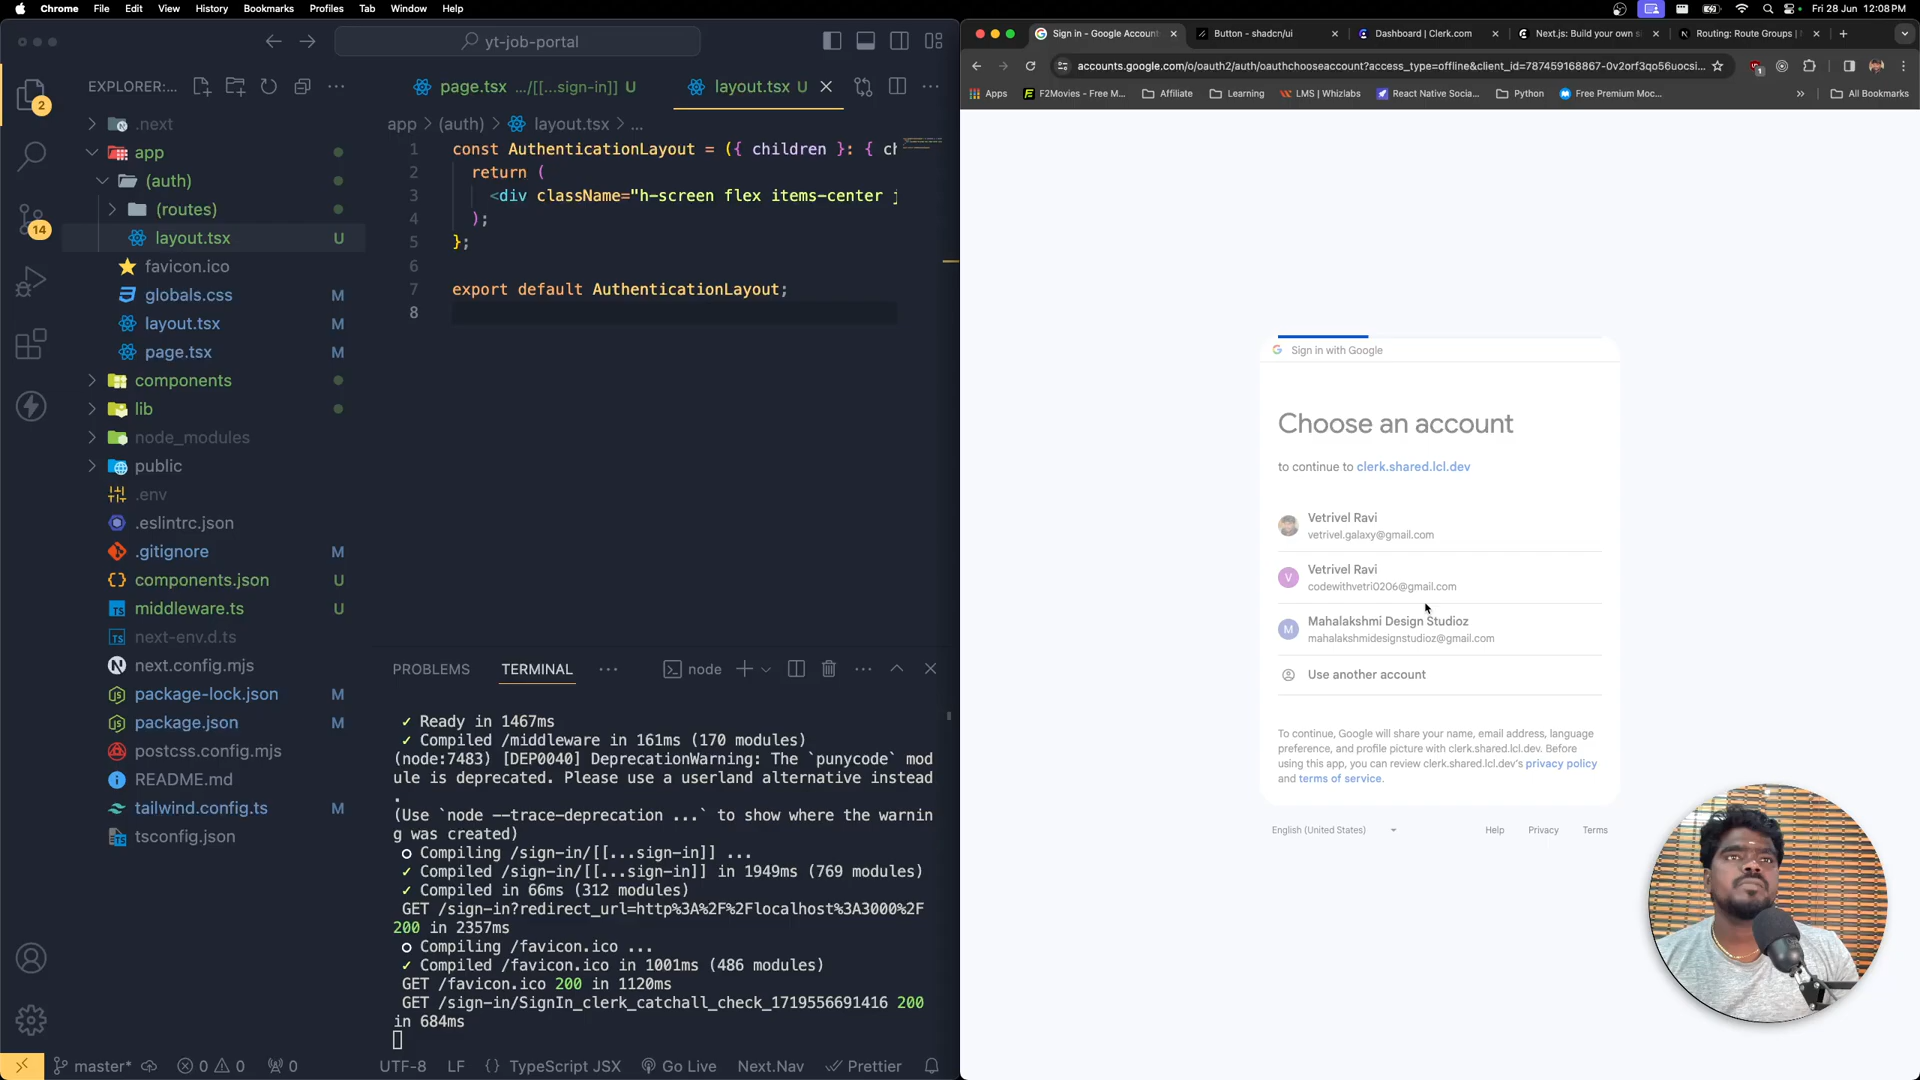 Chrome File Edit View History Bookmarks Profiles Tab Window Help
Fri 28 Jun 12:08 PM
yt-job-portal
EXPLORER:...
.next
app
(auth)
(routes)
layout.tsx U
favicon.ico
globals.css M
layout.tsx M
page.tsx M
components
lib
node_modules
public
.env
.eslintrc.json
.gitignore M
components.json U
middleware.ts U
next-env.d.ts
next.config.mjs
package-lock.json M
package.json M
postcss.config.mjs
README.md
tailwind.config.ts M
tsconfig.json
2
14
page.tsx .../[[...sign-in]] U
layout.tsx U
app > (auth) > layout.tsx > ...
1 const AuthenticationLayout = ({ children }: { ch
2 return (
3 <div className="h-screen flex items-center j
4 );
5 };
6
7 export default AuthenticationLayout;
8
PROBLEMS TERMINAL ... node
✓ Ready in 1467ms
✓ Compiled /middleware in 161ms (170 modules)
(node:7483) [DEP0040] DeprecationWarning: The `punycode` mod
ule is deprecated. Please use a userland alternative instead
.
(Use `node --trace-deprecation ...` to show where the warnin
g was created)
○ Compiling /sign-in/[[...sign-in]] ...
✓ Compiled /sign-in/[[...sign-in]] in 1949ms (769 modules)
✓ Compiled in 66ms (312 modules)
GET /sign-in?redirect_url=http%3A%2F%2Flocalhost%3A3000%2F
200 in 2357ms
○ Compiling /favicon.ico ...
✓ Compiled /favicon.ico in 1001ms (486 modules)
GET /favicon.ico 200 in 1120ms
GET /sign-in/SignIn_clerk_catchall_check_1719556691416 200
in 684ms
master* 0 0 0 UTF-8 LF {} TypeScript JSX Go Live Next.Nav Prettier
Sign in - Google Account
Button - shadcn/ui
Dashboard | Clerk.com
Next.js: Build your own s
Routing: Route Groups |
accounts.google.com/o/oauth2/auth/oauthchooseaccount?access_type=offline&client_id=787459168867-0v2orf3qo56uocsi...
Apps F2Movies - Free M... Affiliate Learning LMS | Whizlabs React Native Socia... Python Free Premium Moc... » All Bookmarks
Sign in with Google
Choose an account
to continue to clerk.shared.lcl.dev
Vetrivel Ravi
vetrivel.galaxy@gmail.com
V
Vetrivel Ravi
codewithvetri0206@gmail.com
M
Mahalakshmi Design Studioz
mahalakshmidesignstudioz@gmail.com
Use another account
To continue, Google will share your name, email address, language
preference, and profile picture with clerk.shared.lcl.dev. Before
using this app, you can review clerk.shared.lcl.dev's privacy policy
and terms of service.
English (United States) Help Privacy Terms